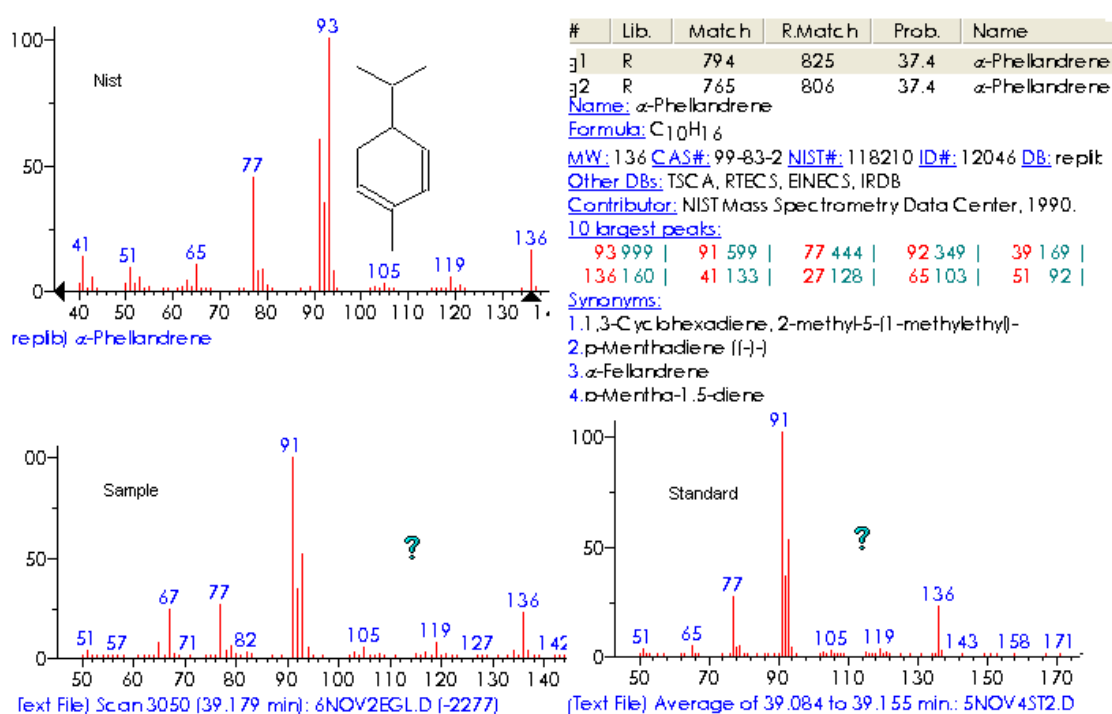 93
100
Nist
77
50
136
41
51
65
105
119
0
40 50 60 70 80 90 100 110 120 130
replib) α-Phellandrene
# Lib. Match R.Match Prob. Name
1 R 794 825 37.4 α-Phellandrene
2 R 765 806 37.4 α-Phellandrene
Name: α-Phellandrene
Formula: C10H16
MW: 136 CAS#: 99-83-2 NIST#: 118210 ID#: 12046 DB: replib
Other DBs: TSCA, RTECS, EINECS, IRDB
Contributor: NIST Mass Spectrometry Data Center, 1990.
10 largest peaks:
93 999 | 91 599 | 77 444 | 92 349 | 39 169 |
136 160 | 41 133 | 27 128 | 65 103 | 51 92 |
Synonyms:
1.1,3-Cyclohexadiene, 2-methyl-5-(1-methylethyl)-
2.p-Menthadiene ((-)-)
3.α-Fellandrene
4.p-Mentha-1,5-diene
91
00
Sample
?
50
67
77
136
51
57
71
82
105
119
127
142
0
50 60 70 80 90 100 110 120 130 140
(Text File) Scan 3050 (39.179 min): 6NOV2EGL.D (-2277)
91
100
Standard
?
50
77
136
51
65
105
119
143
158
171
0
50 70 90 110 130 150 170
(Text File) Average of 39.084 to 39.155 min.: 5NOV4ST2.D